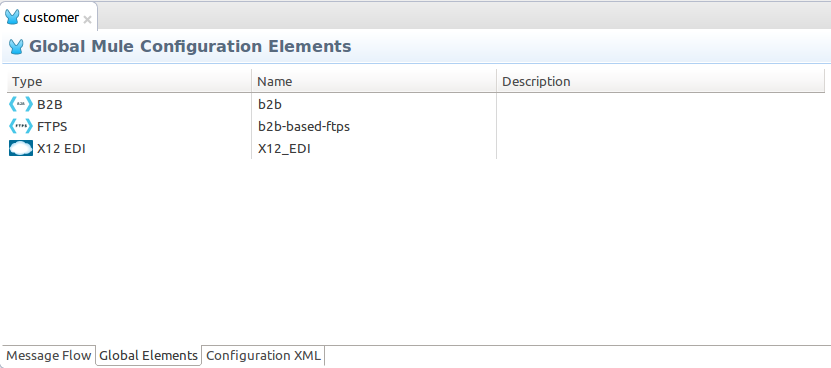 customer
Global Mule Configuration Elements
Type Name Description
B2B b2b
FTPS FTPS b2b-based-ftps
X12 EDI X12_EDI
Message Flow Global Elements Configuration XML